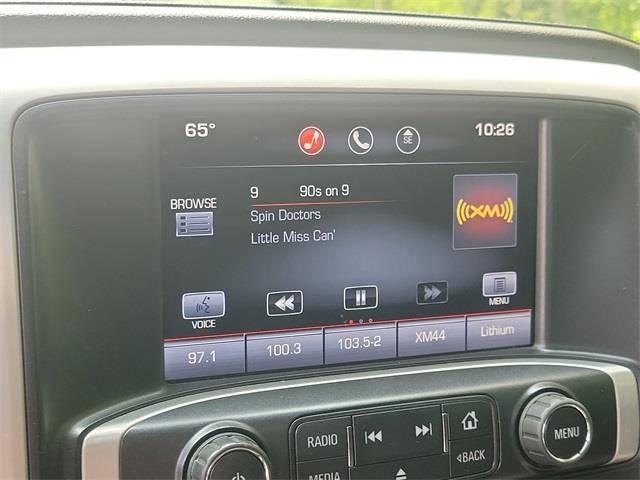 65° SE 10:26
9 90s on 9
BROWSE
Spin Doctors
Little Miss Can'
((XM))
VOICE
MENU
97.1 100.3 103.5-2 XM44 Lithium
RADIO
MEDIA
BACK
MENU